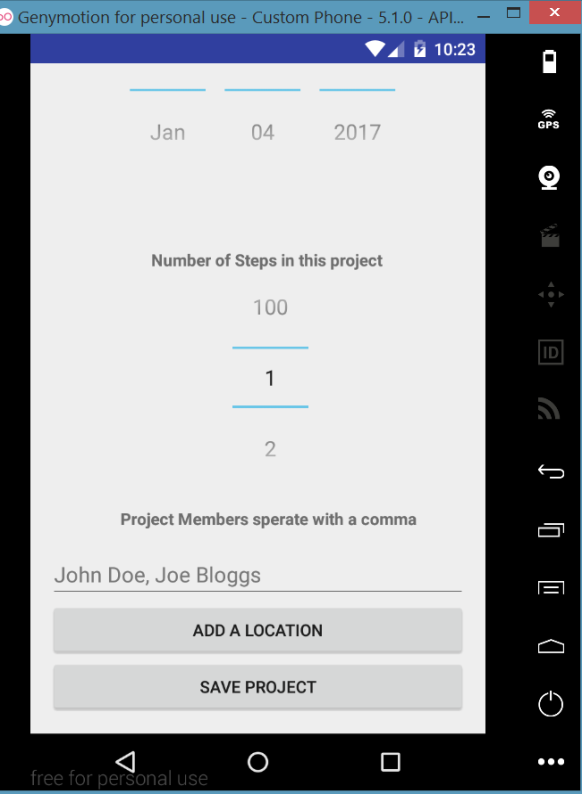 Genymotion for personal use - Custom Phone - 5.1.0 - API...
10:23
Jan 04 2017
GPS
Number of Steps in this project
100
1
ID
2
Project Members sperate with a comma
John Doe, Joe Bloggs
ADD A LOCATION
SAVE PROJECT
free for personal use